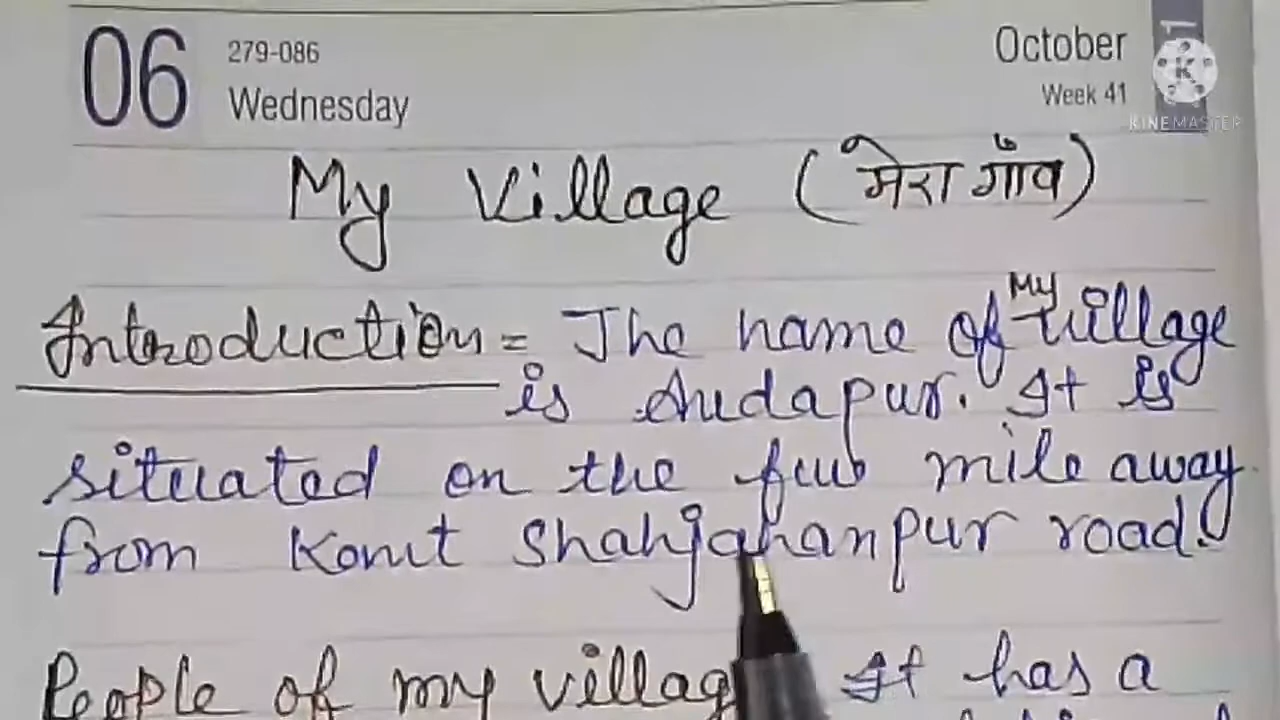 06
279-086
Wednesday
October
Week 41
KINEMASTER
My Village (मेरा गाँव)
Introduction = The name of My village
is Audapur. It is
situated on the few mile away
from Kant Shahjahanpur road.
People of my village It has a